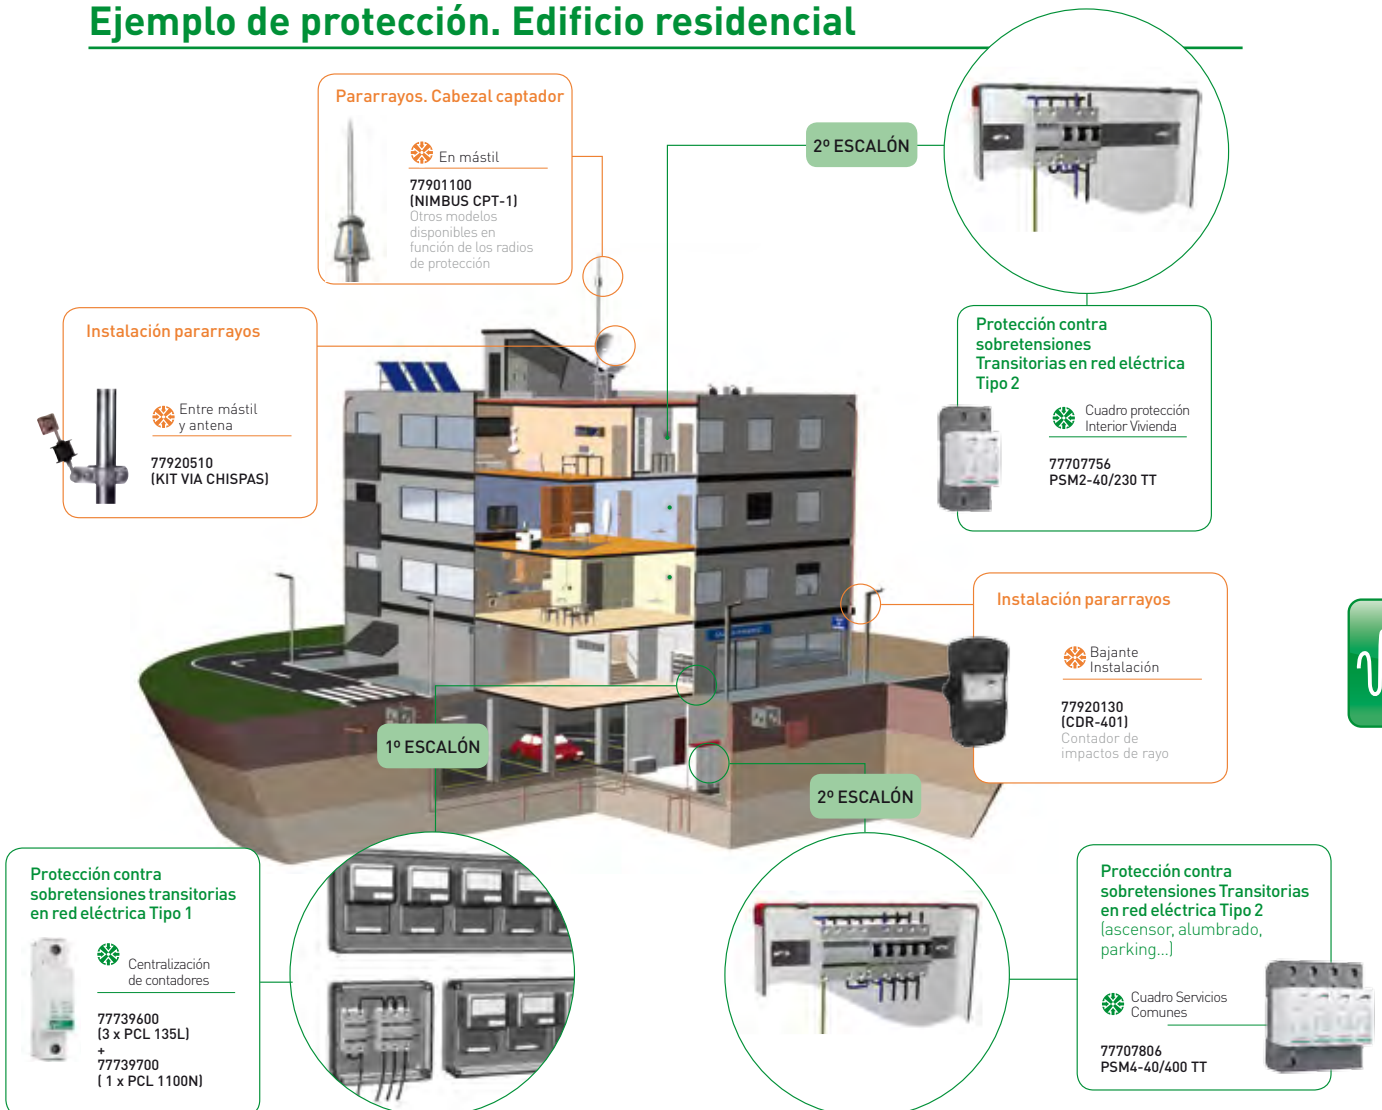 Ejemplo de protección. Edificio residencial
Pararrayos. Cabezal captador
En mástil
77901100
(NIMBUS CPT-1)
Otros modelos
disponibles en
función de los radios
de protección
2º ESCALÓN
Instalación pararrayos
Entre mástil
y antena
77920510
(KIT VIA CHISPAS)
Protección contra
sobretensiones
Transitorias en red eléctrica
Tipo 2
Cuadro protección
Interior Vivienda
77707756
PSM2-40/230 TT
Instalación pararrayos
Bajante
Instalación
77920130
(CDR-401)
Contador de
impactos de rayo
1º ESCALÓN
2º ESCALÓN
Protección contra
sobretensiones transitorias
en red eléctrica Tipo 1
Centralización
de contadores
77739600
(3 x PCL 135L)
+
77739700
( 1 x PCL 1100N)
Protección contra
sobretensiones Transitorias
en red eléctrica Tipo 2
(ascensor, alumbrado,
parking...)
Cuadro Servicios
Comunes
77707806
PSM4-40/400 TT